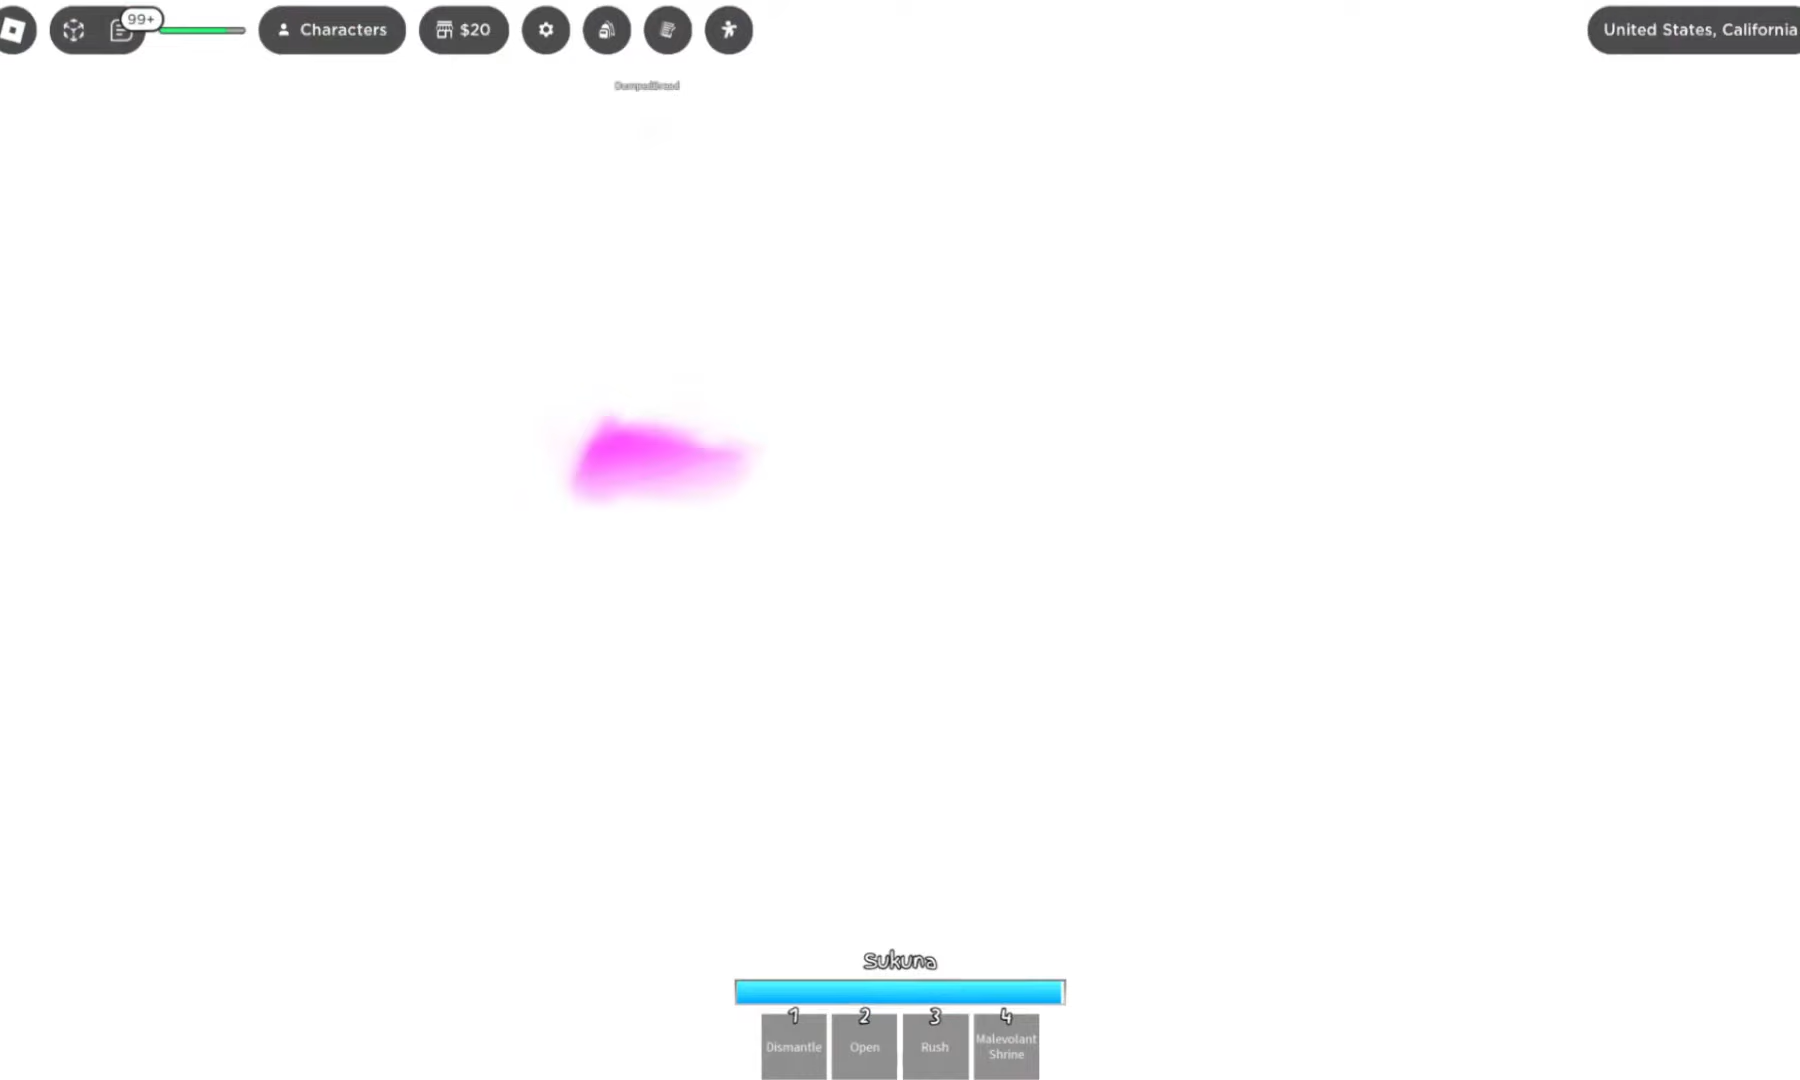 99+
Characters
$20
United States, California
Sukuna
1 2 3 4
Dismantle Open Rush Malevolant Shrine